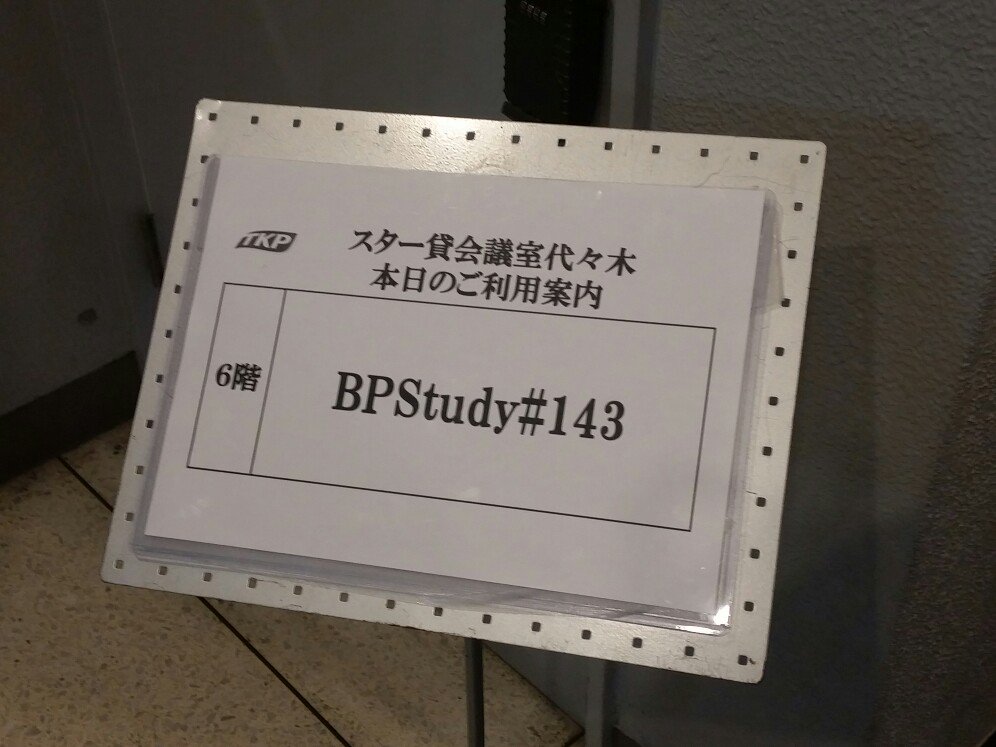 TKP
スター貸会議室代々木
本日のご利用案内
6階
BPStudy#143